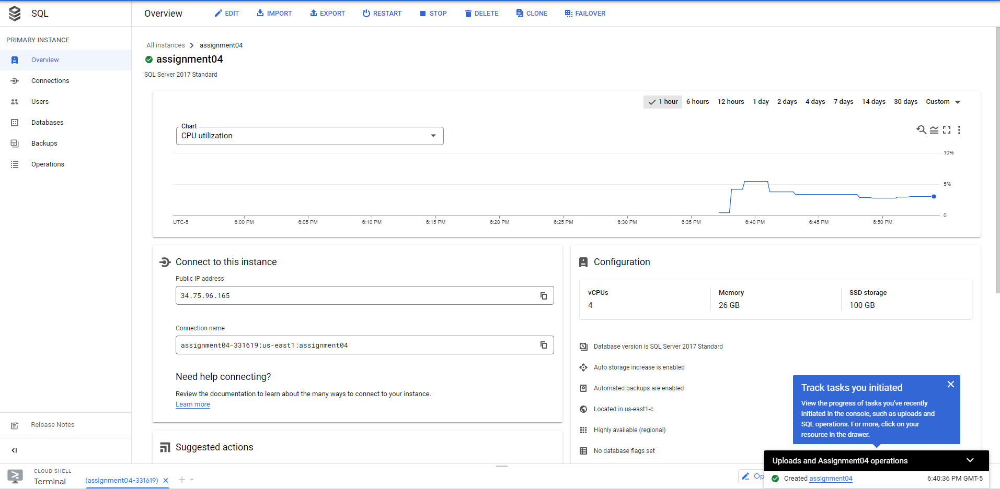 SQL
Overview
EDIT
IMPORT
EXPORT
RESTART
STOP
DELETE
CLONE
FAILOVER
PRIMARY INSTANCE
Overview
Connections
Users
Databases
Backups
Operations
Release Notes
All instances
assignment04
assignment04
SQL Server 2017 Standard
1 hour
6 hours
12 hours
1 day
2 days
4 days
7 days
14 days
30 days
Custom
Chart
CPU utilization
10%
5%
0
UTC-5
6:00 PM
6:05 PM
6:10 PM
6:15 PM
6:20 PM
6:25 PM
6:30 PM
6:35 PM
6:40 PM
6:45 PM
6:50 PM
Connect to this instance
Public IP address
34.75.96.165
Connection name
assignment04-331619:us-east1:assignment04
Need help connecting?
Review the documentation to learn about the many ways to connect to your instance.
Learn more
Suggested actions
Configuration
vCPUs
4
Memory
26 GB
SSD storage
100 GB
Database version is SQL Server 2017 Standard
Auto storage increase is enabled
Automated backups are enabled
Located in us-east1-c
Highly available (regional)
No database flags set
Track tasks you initiated
View the progress of tasks you've recently
initiated in the console, such as uploads and
SQL operations. For more, click on your
resource in the drawer.
Uploads and Assignment04 operations
Created assignment04
6:40:36 PM GMT-5
CLOUD SHELL
Terminal
(assignment04-331619)
Op